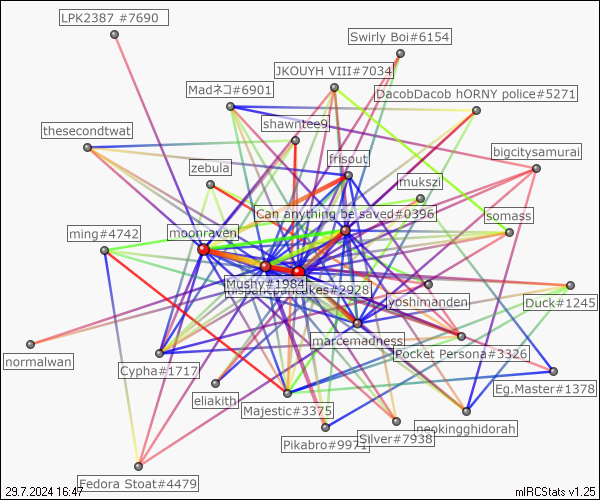 LPK2387 #7690
Swirly Boi#6154
JKOUYH VIII#7034
Madネコ#6901
DacobDacob hORNY police#5271
shawntee9
thesecondtwat
frisout
bigcitysamurai
zebula
mukszi
Can anything be saved#0396
somass
moonraven
ming#4742
Mushy#1984
cakes#2928
yoshimanden
Duck#1245
marcemadness
normalwan
Cypha#1717
Pocket Persona#3326
eliakith
Eg.Master#1378
Majestic#3375
neokingghidorah
Pikabro#9971
Silver#7938
Fedora Stoat#4479
29.7.2024 16:47
mIRCStats v1.25